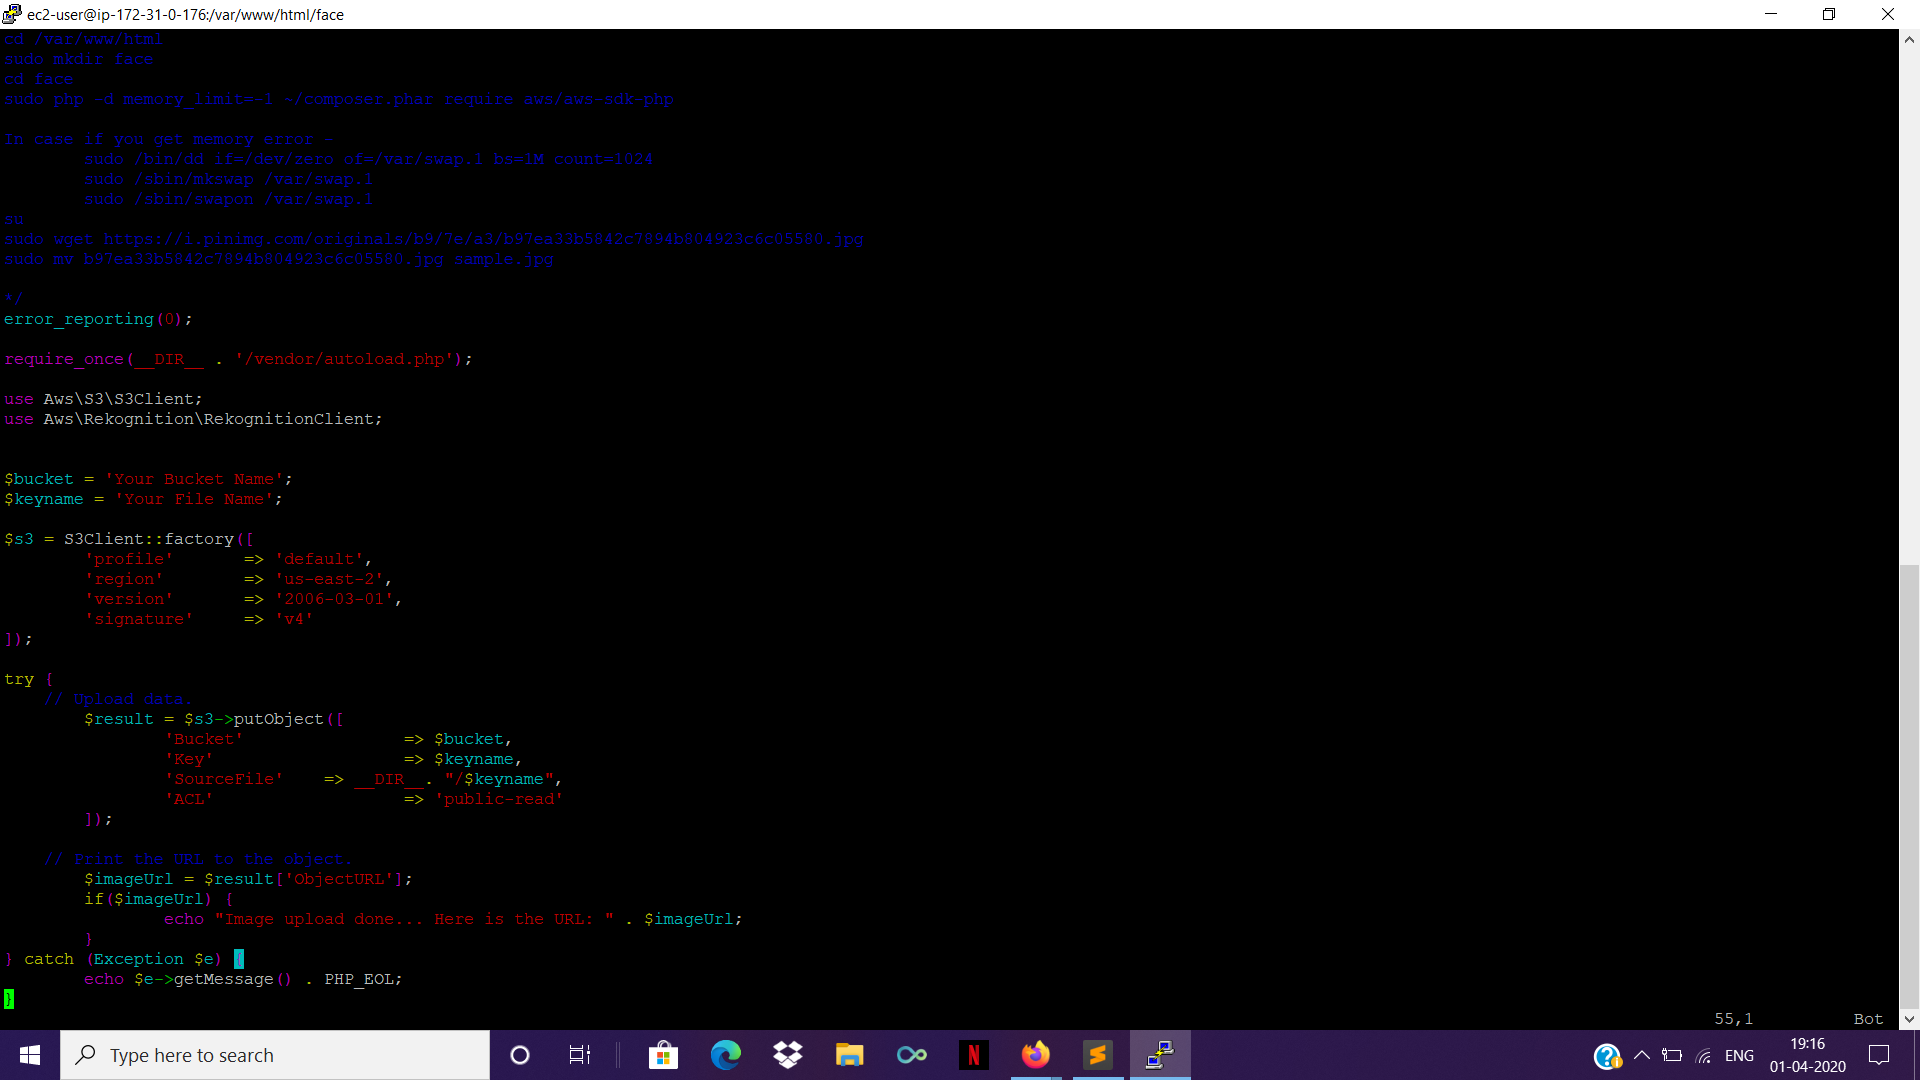 ec2-user@ip-172-31-0-176:/var/www/html/face
cd /var/www/html
sudo mkdir face
cd face
sudo php -d memory_limit=-1 ~/composer.phar require aws/aws-sdk-php
In case if you get memory error -
sudo /bin/dd if=/dev/zero of=/var/swap.1 bs=1M count=1024
sudo /sbin/mkswap /var/swap.1
sudo /sbin/swapon /var/swap.1
su
sudo wget https://i.pinimg.com/originals/b9/7e/a3/b97ea33b5842c7894b804923c6c05580.jpg
sudo mv b97ea33b5842c7894b804923c6c05580.jpg sample.jpg
*/
error_reporting(0);
require_once(__DIR__ . '/vendor/autoload.php');
use Aws\S3\S3Client;
use Aws\Rekognition\RekognitionClient;
$bucket = 'Your Bucket Name';
$keyname = 'Your File Name';
$s3 = S3Client::factory([
'profile' => 'default',
'region' => 'us-east-2',
'version' => '2006-03-01',
'signature' => 'v4'
]);
try {
// Upload data.
$result = $s3->putObject([
'Bucket' => $bucket,
'Key' => $keyname,
'SourceFile' => __DIR__. "/$keyname",
'ACL' => 'public-read'
]);
// Print the URL to the object.
$imageUrl = $result['ObjectURL'];
if($imageUrl) {
echo "Image upload done... Here is the URL: " . $imageUrl;
}
} catch (Exception $e) {
echo $e->getMessage() . PHP_EOL;
}
55,1 Bot
Type here to search
ENG
19:16
01-04-2020